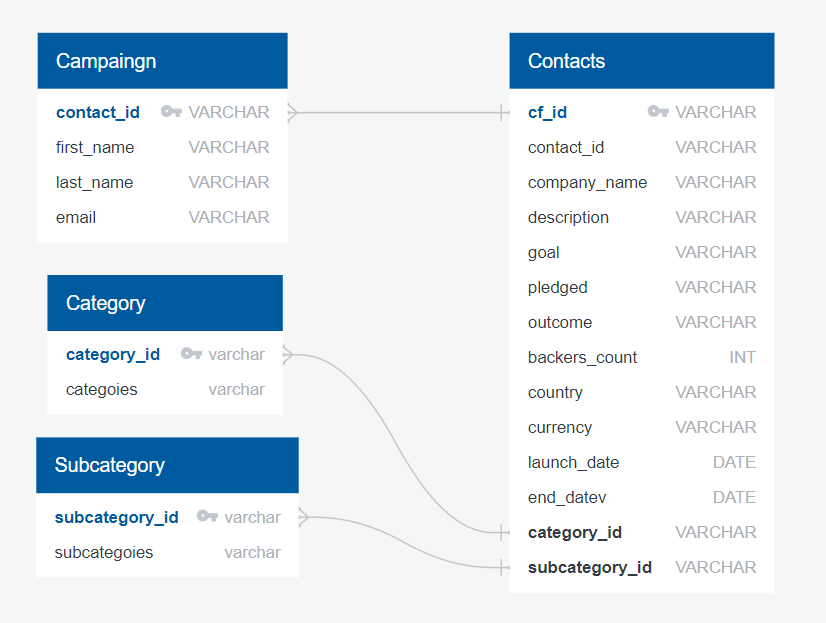 Campaingn
contact_id VARCHAR
first_name VARCHAR
last_name VARCHAR
email VARCHAR
Category
category_id varchar
categoies varchar
Subcategory
subcategory_id varchar
subcategoies varchar
Contacts
cf_id VARCHAR
contact_id VARCHAR
company_name VARCHAR
description VARCHAR
goal VARCHAR
pledged VARCHAR
outcome VARCHAR
backers_count INT
country VARCHAR
currency VARCHAR
launch_date DATE
end_datev DATE
category_id VARCHAR
subcategory_id VARCHAR